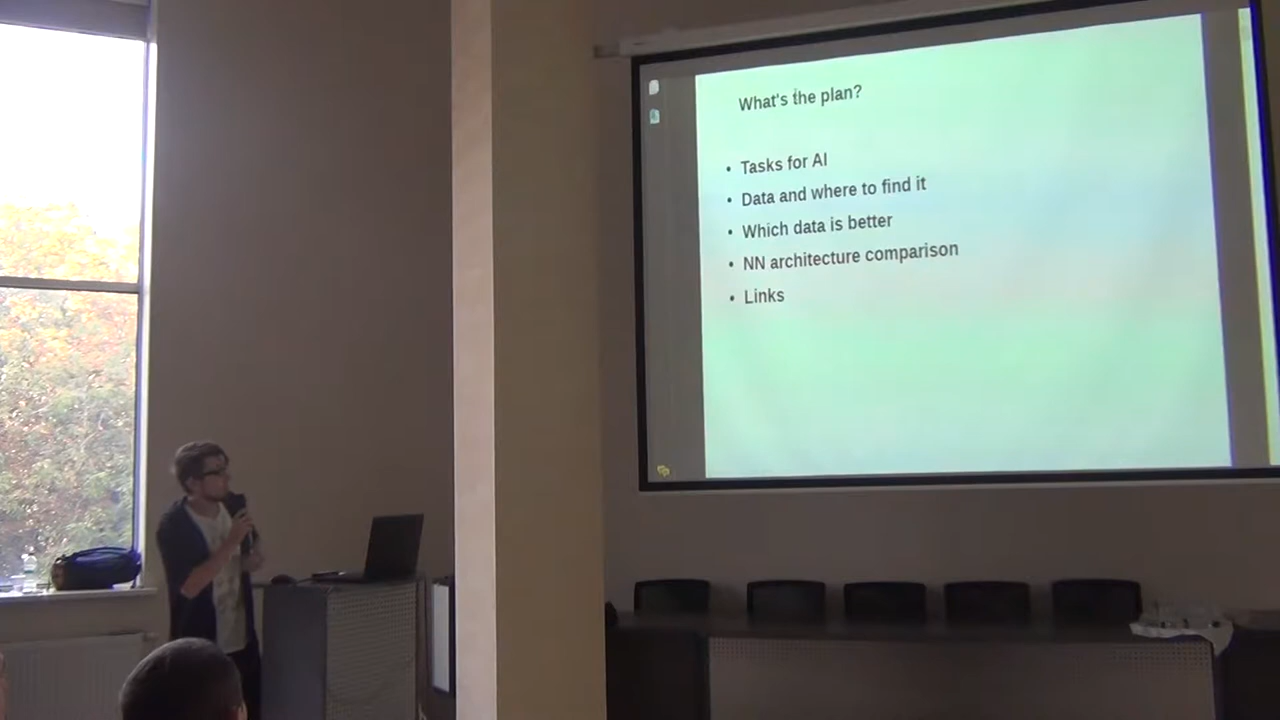 What's the plan?
• Tasks for AI
• Data and where to find it
• Which data is better
• NN architecture comparison
• Links